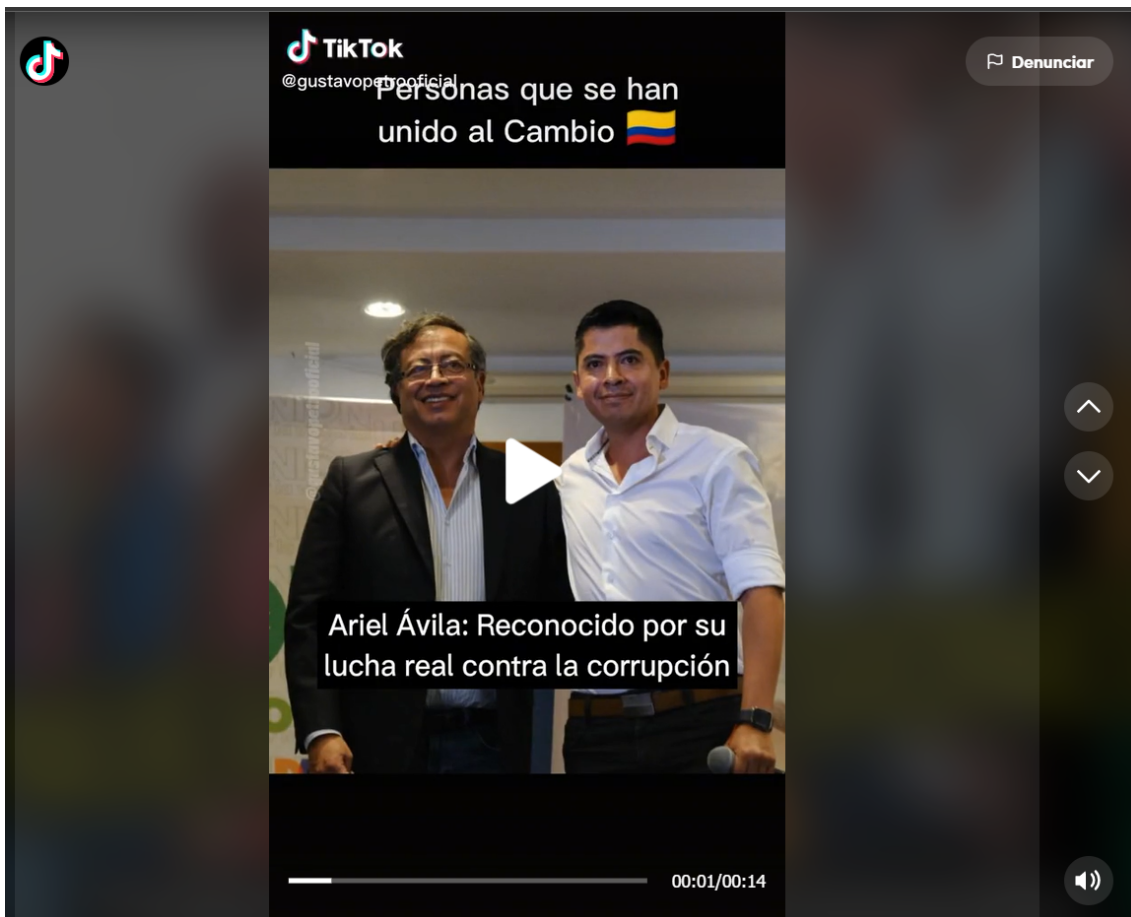 TikTok
@gustavopetrooficial
Denunciar
Personas que se han
unido al Cambio 🇨🇴
@gustavopetrooficial
Ariel Ávila: Reconocido por su
lucha real contra la corrupción
00:01/00:14